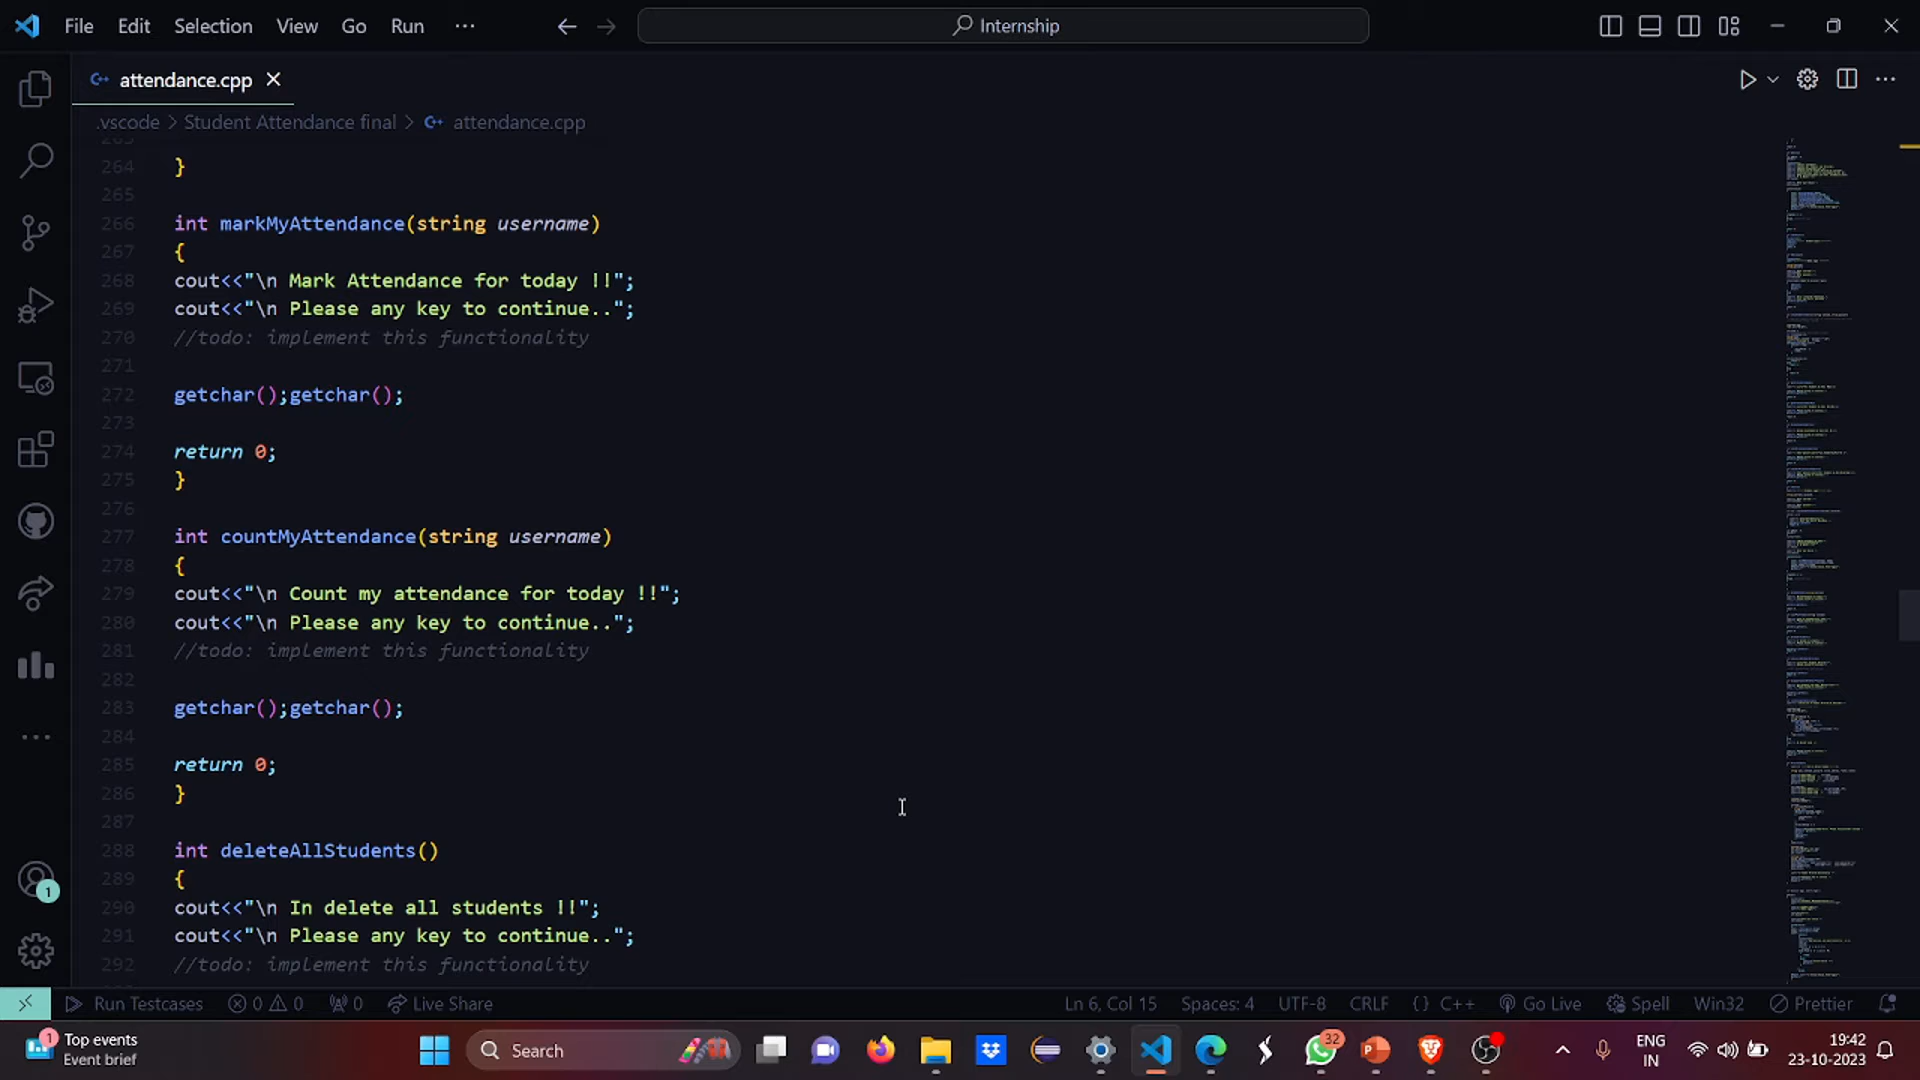 File Edit Selection View Go Run ···
Internship
attendance.cpp
.vscode > Student Attendance final > attendance.cpp
264 }
265
266 int markMyAttendance(string username)
267 {
268 cout<<"\n Mark Attendance for today !!";
269 cout<<"\n Please any key to continue..";
270 //todo: implement this functionality
271
272 getchar();getchar();
273
274 return 0;
275 }
276
277 int countMyAttendance(string username)
278 {
279 cout<<"\n Count my attendance for today !!";
280 cout<<"\n Please any key to continue..";
281 //todo: implement this functionality
282
283 getchar();getchar();
284
285 return 0;
286 }
287
288 int deleteAllStudents()
289 {
290 cout<<"\n In delete all students !!";
291 cout<<"\n Please any key to continue..";
292 //todo: implement this functionality
1
Run Testcases 0 0 0 Live Share Ln 6, Col 15 Spaces: 4 UTF-8 CRLF {} C++ Go Live Spell Win32 Prettier
1 Top events
Event brief
Search
32
ENG
IN
19:42
23-10-2023